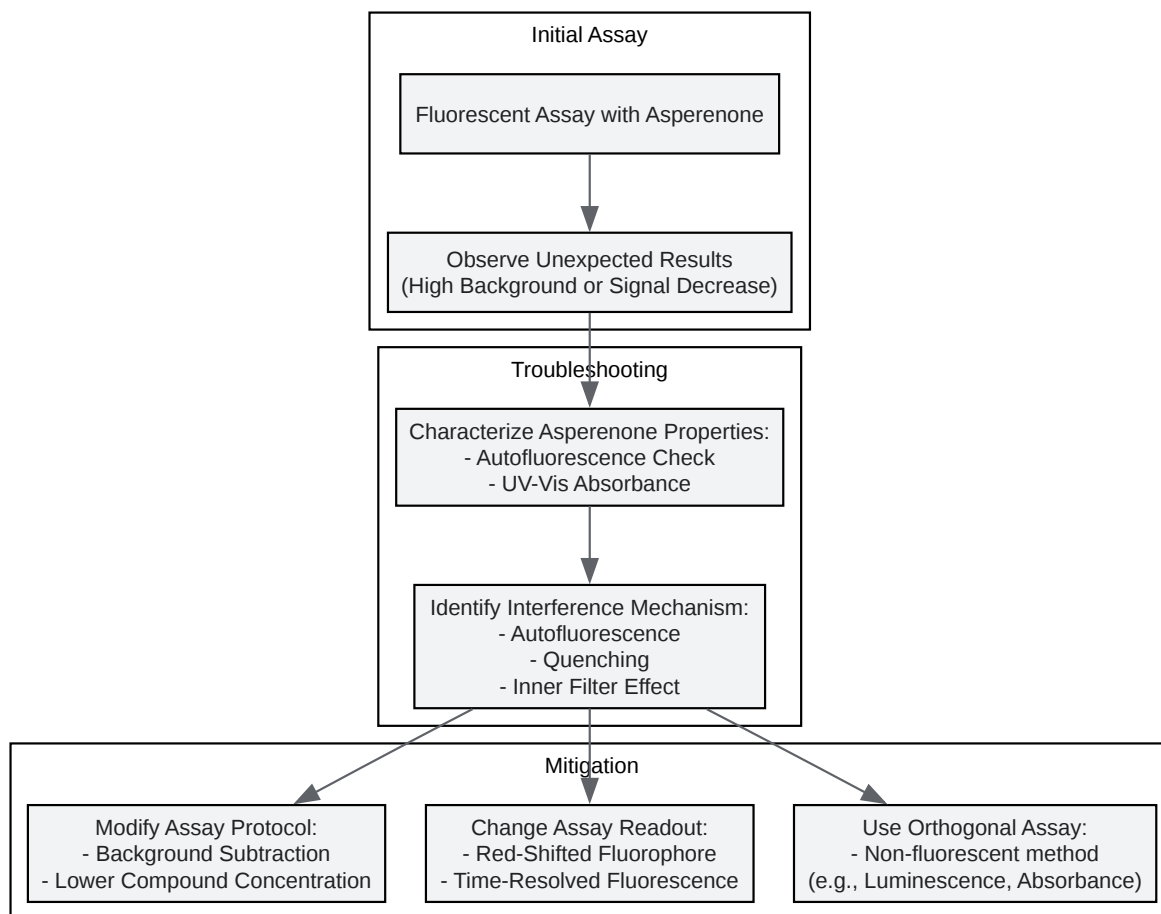 Initial Assay
Fluorescent Assay with Asperenone
Observe Unexpected Results
(High Background or Signal Decrease)
Troubleshooting
Characterize Asperenone Properties:
- Autofluorescence Check
- UV-Vis Absorbance
Identify Interference Mechanism:
- Autofluorescence
- Quenching
- Inner Filter Effect
Mitigation
Modify Assay Protocol:
- Background Subtraction
- Lower Compound Concentration
Change Assay Readout:
- Red-Shifted Fluorophore
- Time-Resolved Fluorescence
Use Orthogonal Assay:
- Non-fluorescent method
(e.g., Luminescence, Absorbance)